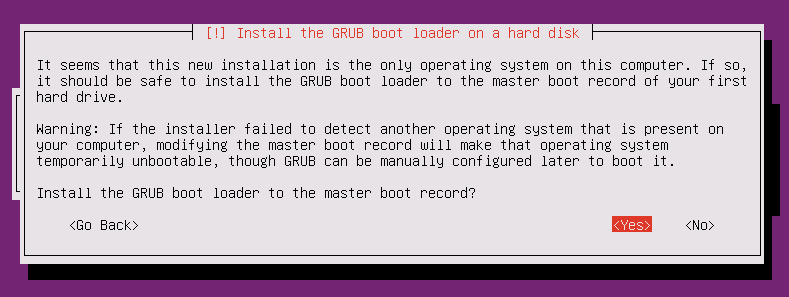 [!] Install the GRUB boot loader on a hard disk
It seems that this new installation is the only operating system on this computer. If so,
it should be safe to install the GRUB boot loader to the master boot record of your first
hard drive.
Warning: If the installer failed to detect another operating system that is present on
your computer, modifying the master boot record will make that operating system
temporarily unbootable, though GRUB can be manually configured later to boot it.
Install the GRUB boot loader to the master boot record?
<Go Back> <Yes> <No>